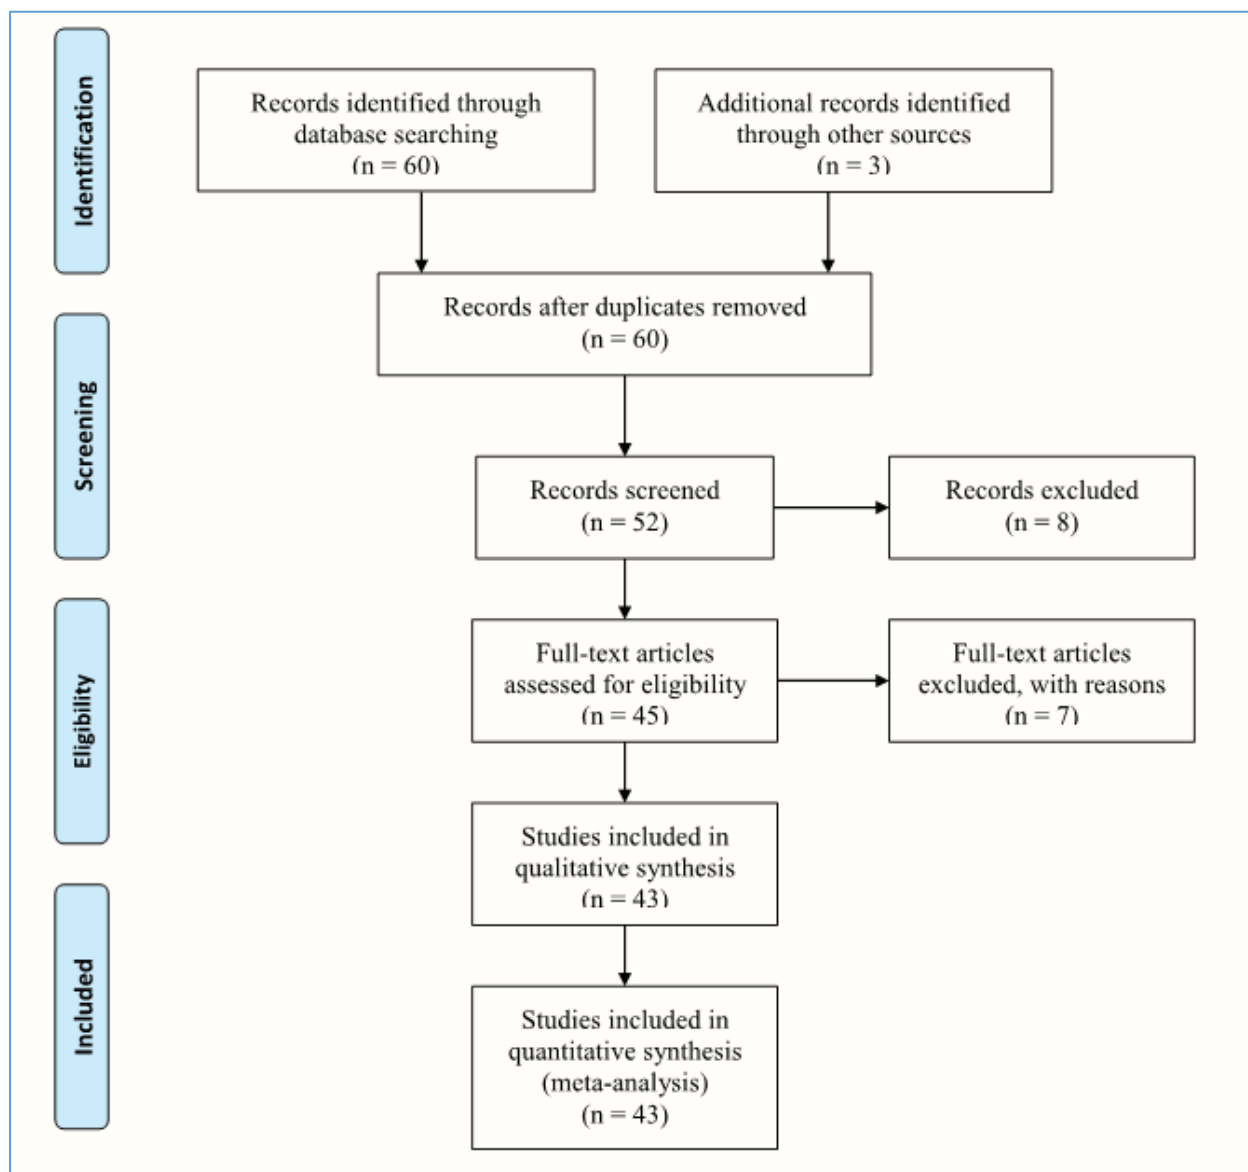 Identification
Records identified through
database searching
(n = 60)
Additional records identified
through other sources
(n = 3)
Records after duplicates removed
(n = 60)
Screening
Records screened
(n = 52)
Records excluded
(n = 8)
Eligibility
Full-text articles
assessed for eligibility
(n = 45)
Full-text articles
excluded, with reasons
(n = 7)
Studies included in
qualitative synthesis
(n = 43)
Included
Studies included in
quantitative synthesis
(meta-analysis)
(n = 43)